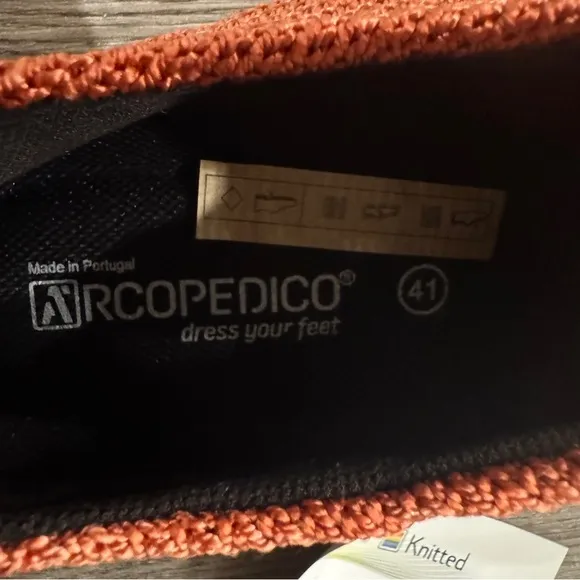 Made in Portugal
ARCOPEDICO®
41
dress your feet
Knitted